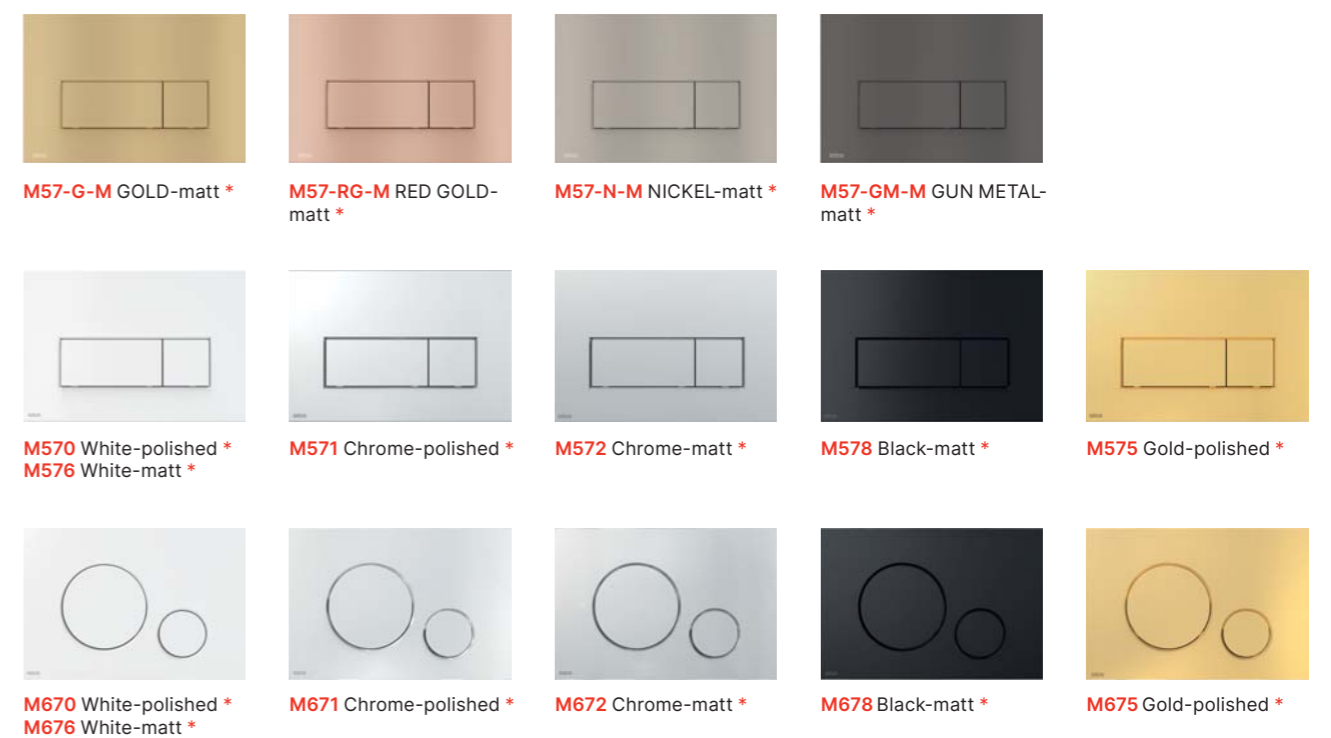 M57-G-M GOLD-matt *
M57-RG-M RED GOLD-
matt *
M57-N-M NICKEL-matt *
M57-GM-M GUN METAL-
matt *
M570 White-polished *
M576 White-matt *
M571 Chrome-polished *
M572 Chrome-matt *
M578 Black-matt *
M575 Gold-polished *
M670 White-polished *
M676 White-matt *
M671 Chrome-polished *
M672 Chrome-matt *
M678 Black-matt *
M675 Gold-polished *